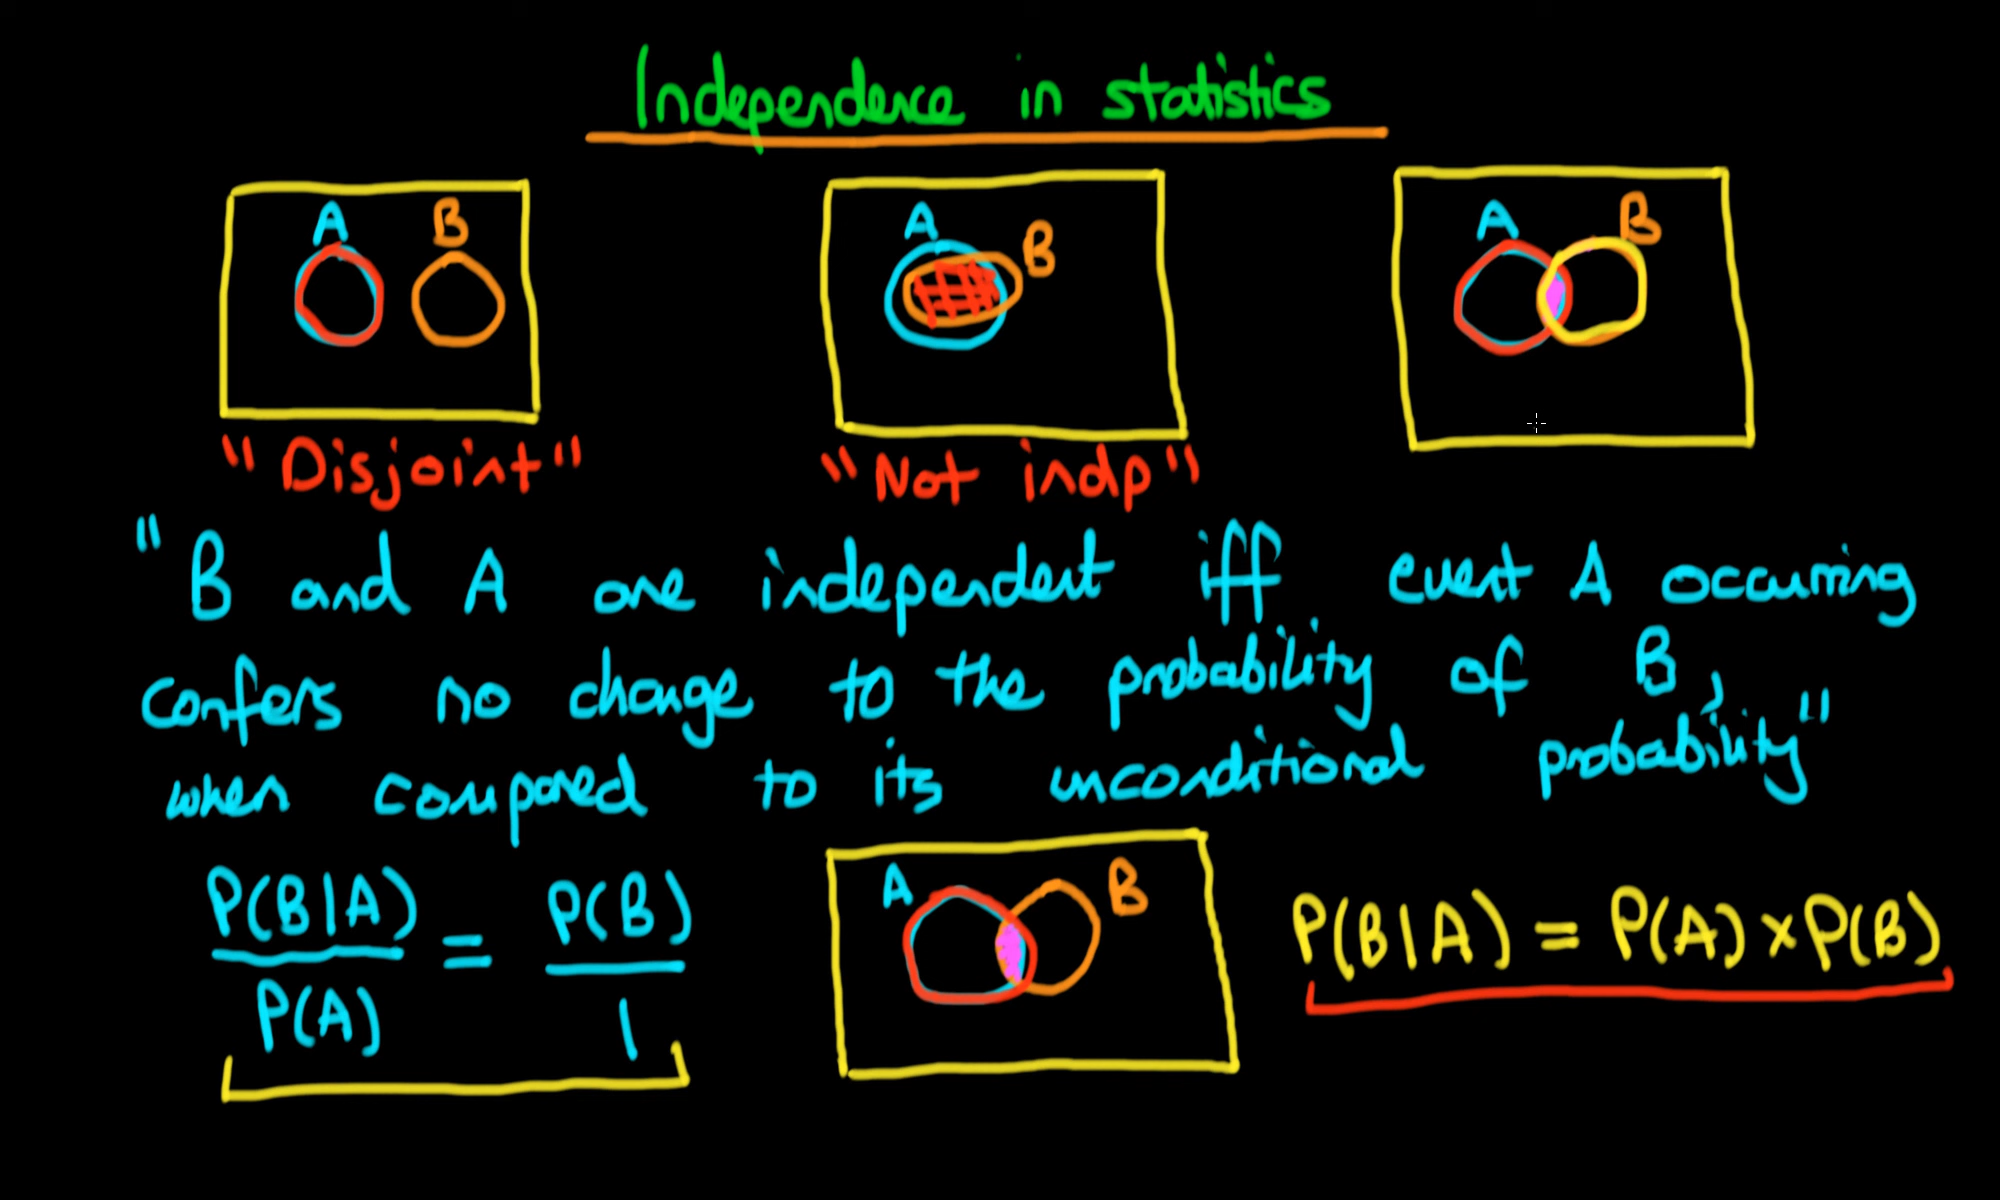 Independence in statistics
A B
A B
A B
"Disjoint"
"Not indp"
"B and A are independent iff event A occurring
confers no change to the probability of B,
when compared to its unconditional probability"
P(B|A) = P(B)
P(A) 1
A B
P(B|A) = P(A) × P(B)